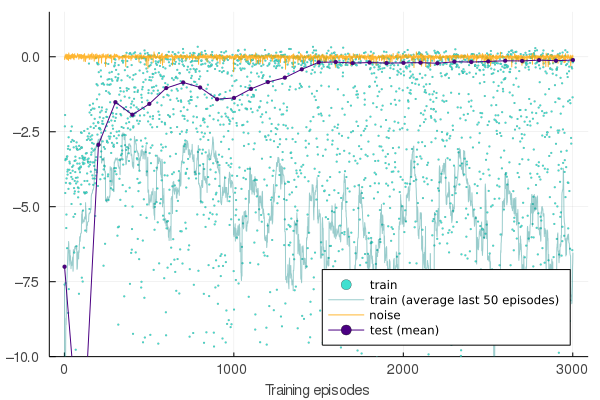 0.0
−2.5
−5.0
−7.5
−10.0
train
train (average last 50 episodes)
noise
test (mean)
0
1000
2000
3000
Training episodes